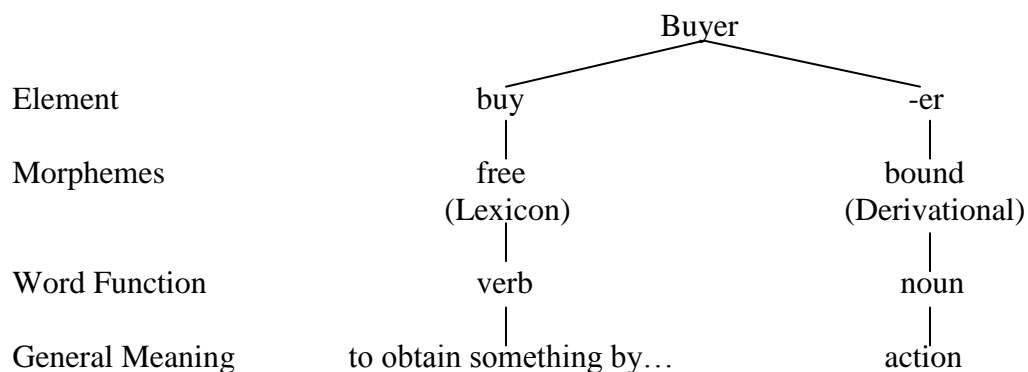 Buyer
Element buy -er
Morphemes free bound
(Lexicon) (Derivational)
Word Function verb noun
General Meaning to obtain something by… action